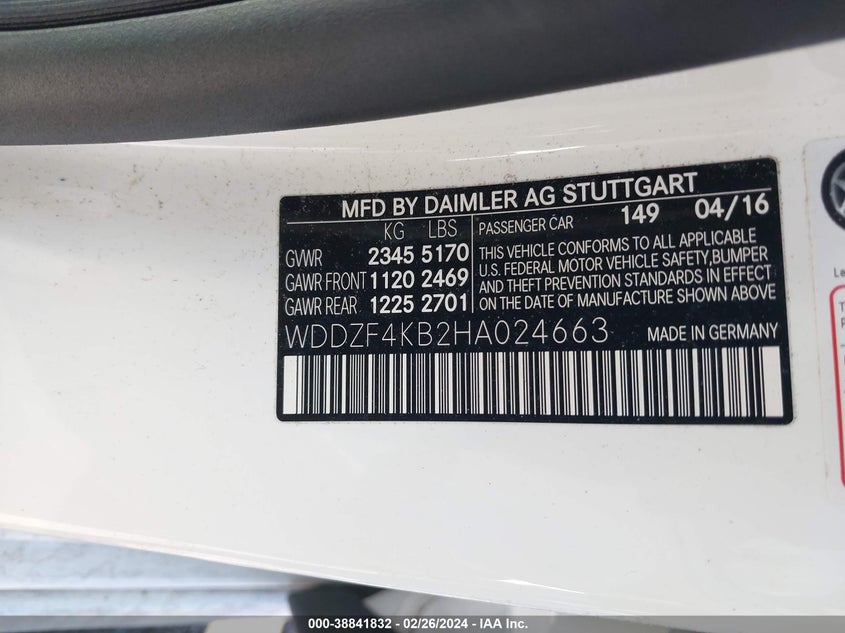 MFD BY DAIMLER AG STUTTGART
KG LBS
PASSENGER CAR 149 04/16
GVWR 2345 5170
GAWR FRONT 1120 2469
GAWR REAR 1225 2701
THIS VEHICLE CONFORMS TO ALL APPLICABLE
U.S. FEDERAL MOTOR VEHICLE SAFETY,BUMPER
AND THEFT PREVENTION STANDARDS IN EFFECT
ON THE DATE OF MANUFACTURE SHOWN ABOVE
WDDZF4KB2HA024663 MADE IN GERMANY
000-38841832 - 02/26/2024 - IAA Inc.